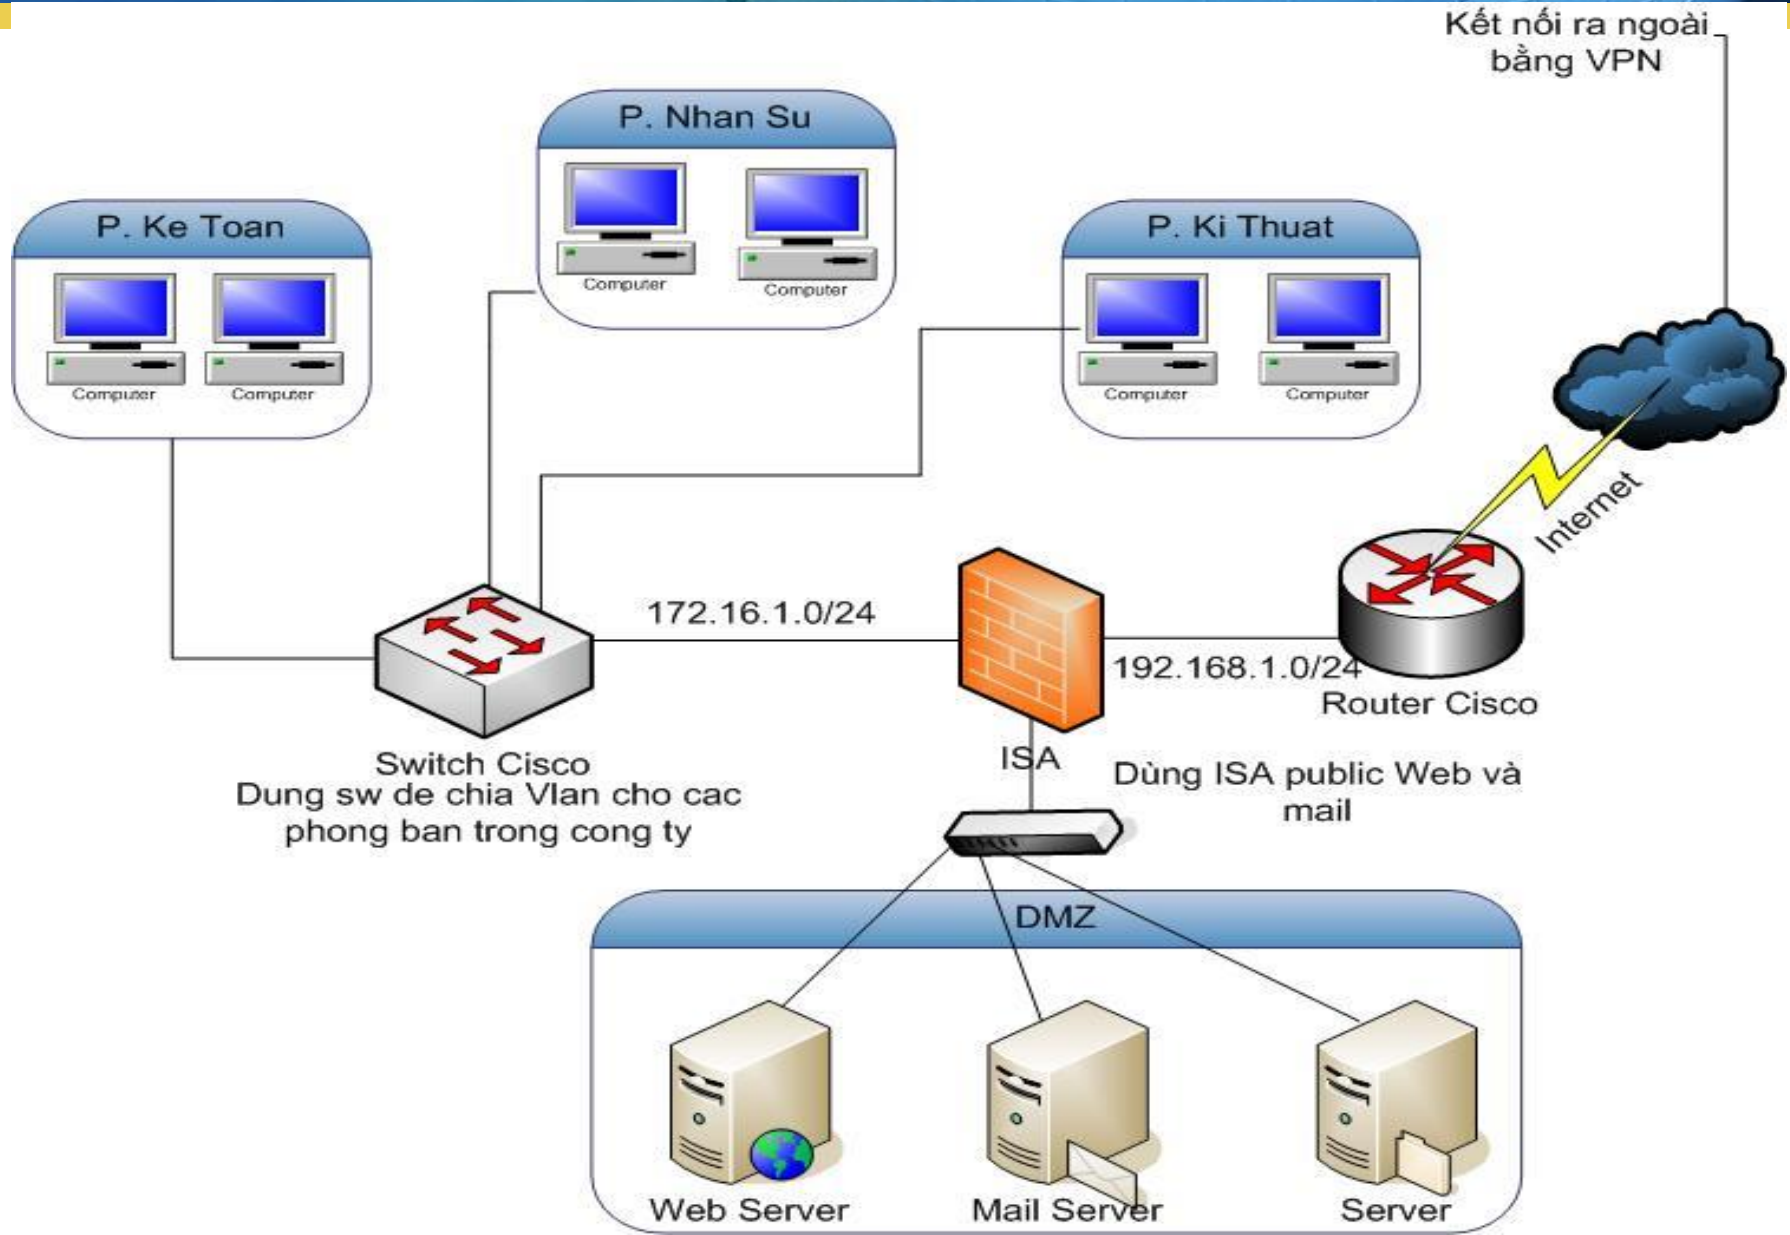 Kết nối ra ngoài
bằng VPN
P. Nhan Su
Computer
Computer
P. Ke Toan
Computer
Computer
P. Ki Thuat
Computer
Computer
Internet
172.16.1.0/24
192.168.1.0/24
Router Cisco
ISA
Switch Cisco
Dung sw de chia Vlan cho cac
phong ban trong cong ty
Dùng ISA public Web và
mail
DMZ
Web Server
Mail Server
Server